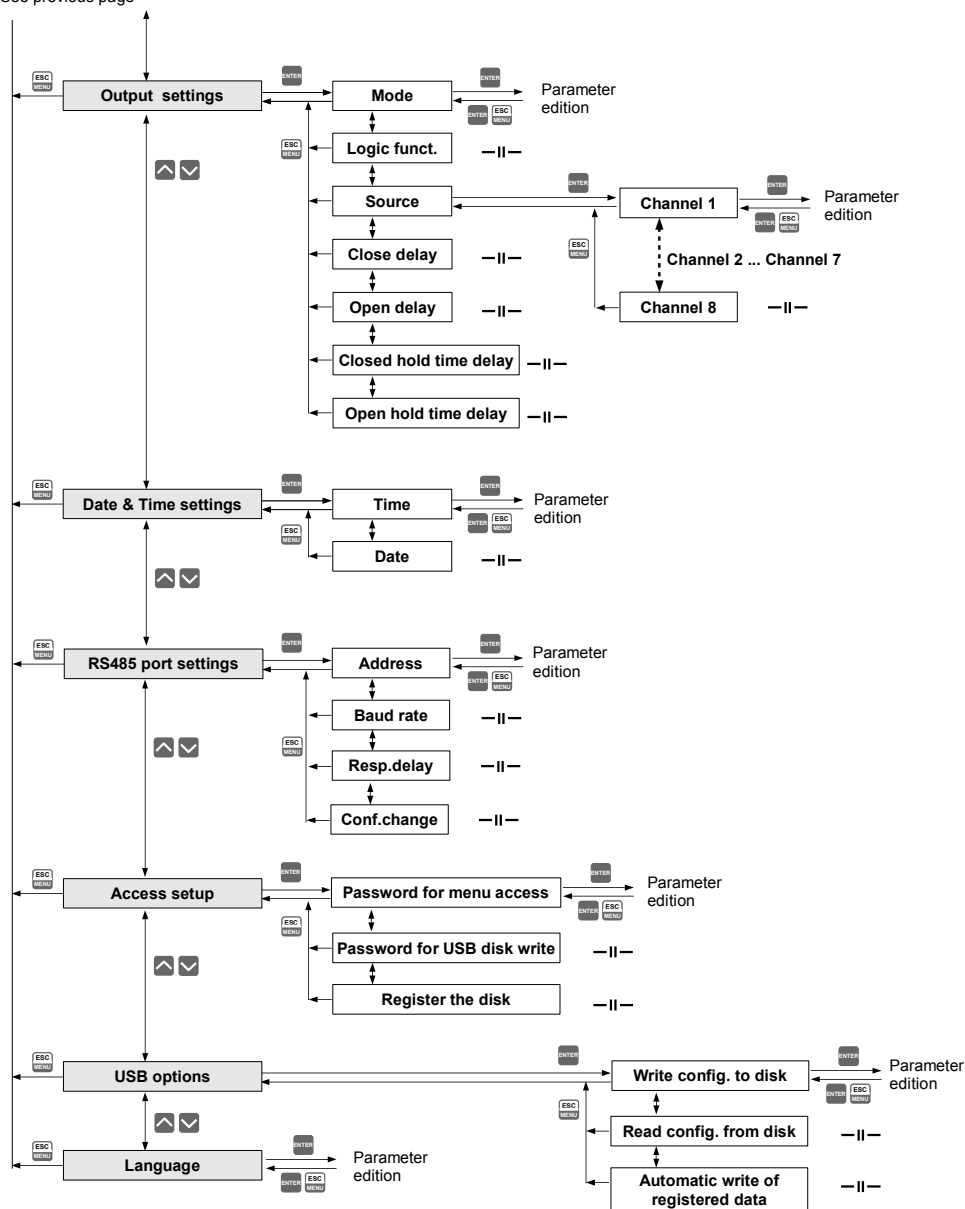 See previous page
ESC MENU
Output settings
ENTER
Mode
ENTER
Parameter
edition
ENTER ESC MENU
ESC MENU
Logic funct.
—II—
Source
ENTER
Channel 1
ENTER
Parameter
edition
ENTER ESC MENU
ESC MENU
Close delay
—II—
Channel 2 ... Channel 7
Open delay
—II—
Channel 8
—II—
Closed hold time delay
—II—
Open hold time delay
—II—
ESC MENU
Date & Time settings
ENTER
Time
ENTER
Parameter
edition
ENTER ESC MENU
ESC MENU
Date
—II—
ESC MENU
RS485 port settings
ENTER
Address
ENTER
Parameter
edition
ENTER ESC MENU
Baud rate
—II—
ESC MENU
Resp.delay
—II—
Conf.change
—II—
ESC MENU
Access setup
ENTER
Password for menu access
ENTER
Parameter
edition
ENTER ESC MENU
ESC MENU
Password for USB disk write
—II—
Register the disk
—II—
ESC MENU
USB options
ENTER
Write config. to disk
ENTER
Parameter
edition
ENTER ESC MENU
ESC MENU
Read config. from disk
—II—
Automatic write of
registered data
—II—
ESC MENU
Language
ENTER
Parameter
edition
ENTER ESC MENU